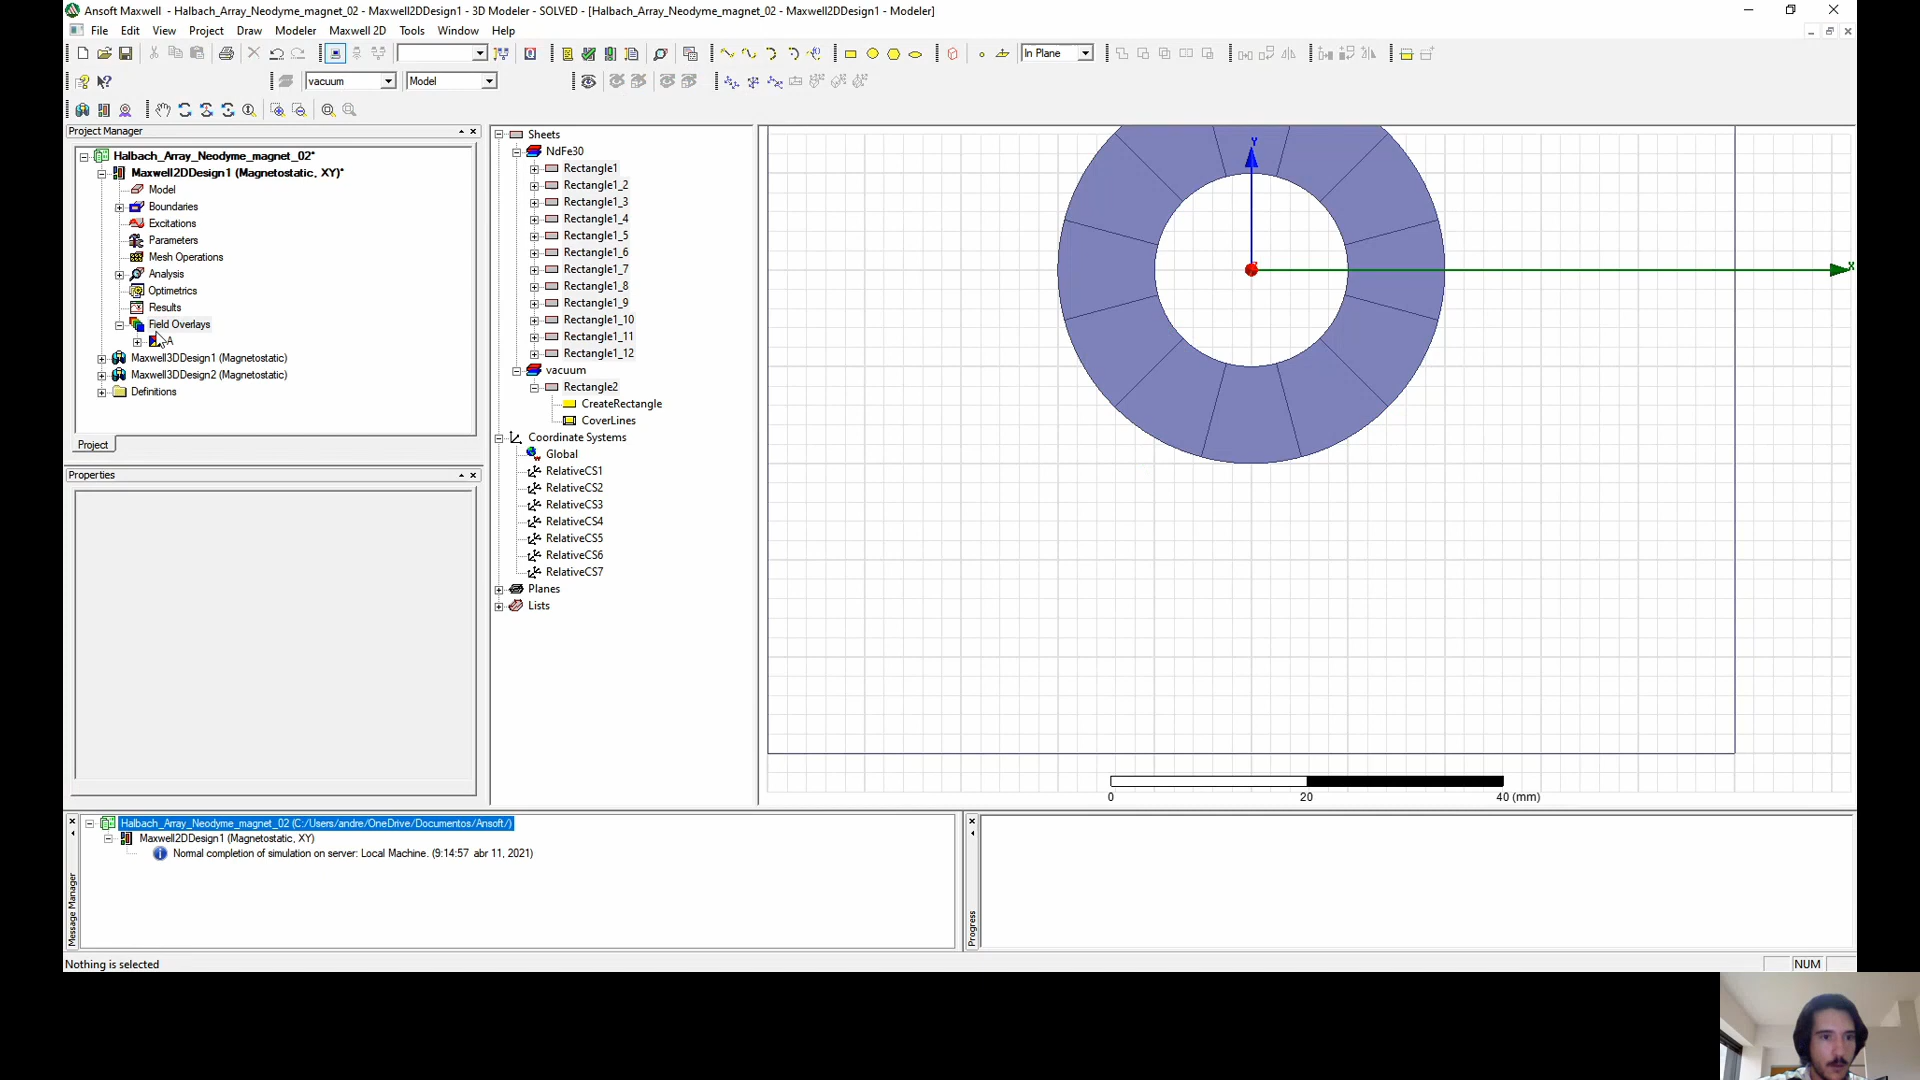 Ansoft Maxwell - Halbach_Array_Neodyme_magnet_02 - Maxwell2DDesign1 - 3D Modeler - SOLVED - [Halbach_Array_Neodyme_magnet_02 - Maxwell2DDesign1 - Modeler]
File Edit View Project Draw Modeler Maxwell 2D Tools Window Help
In Plane
vacuum Model
Project Manager
Halbach_Array_Neodyme_magnet_02*
Maxwell2DDesign1 (Magnetostatic, XY)*
Model
Boundaries
Excitations
Parameters
Mesh Operations
Analysis
Optimetrics
Results
Field Overlays
A
Maxwell3DDesign1 (Magnetostatic)
Maxwell3DDesign2 (Magnetostatic)
Definitions
Project
Properties
Sheets
NdFe30
Rectangle1
Rectangle1_2
Rectangle1_3
Rectangle1_4
Rectangle1_5
Rectangle1_6
Rectangle1_7
Rectangle1_8
Rectangle1_9
Rectangle1_10
Rectangle1_11
Rectangle1_12
vacuum
Rectangle2
CreateRectangle
CoverLines
Coordinate Systems
Global
RelativeCS1
RelativeCS2
RelativeCS3
RelativeCS4
RelativeCS5
RelativeCS6
RelativeCS7
Planes
Lists
Y
X
0 20 40 (mm)
Halbach_Array_Neodyme_magnet_02 (C:/Users/andre/OneDrive/Documentos/Ansoft/)
Maxwell2DDesign1 (Magnetostatic, XY)
Normal completion of simulation on server: Local Machine. (9:14:57 abr 11, 2021)
Message Manager
Progress
Nothing is selected
NUM